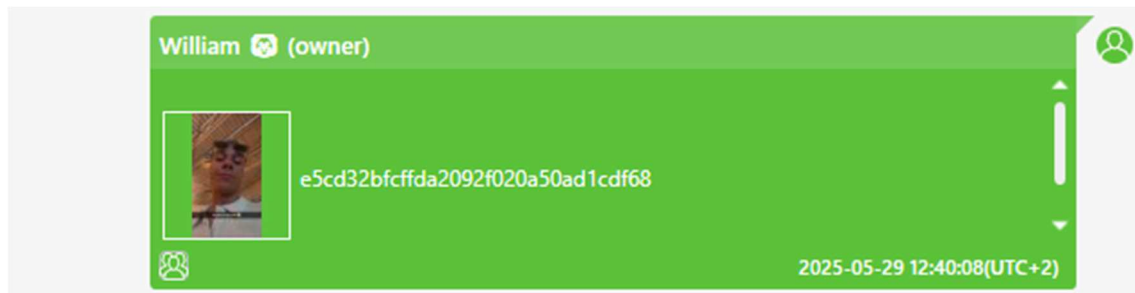 William 🐵 (owner)
e5cd32bfcffda2092f020a50ad1cdf68
2025-05-29 12:40:08(UTC+2)